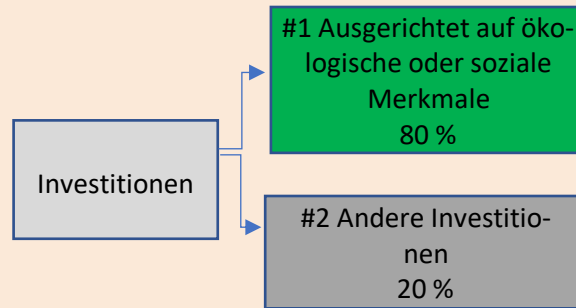 #1 Ausgerichtet auf öko-
logische oder soziale
Merkmale
80 %
Investitionen
#2 Andere Investitio-
nen
20 %